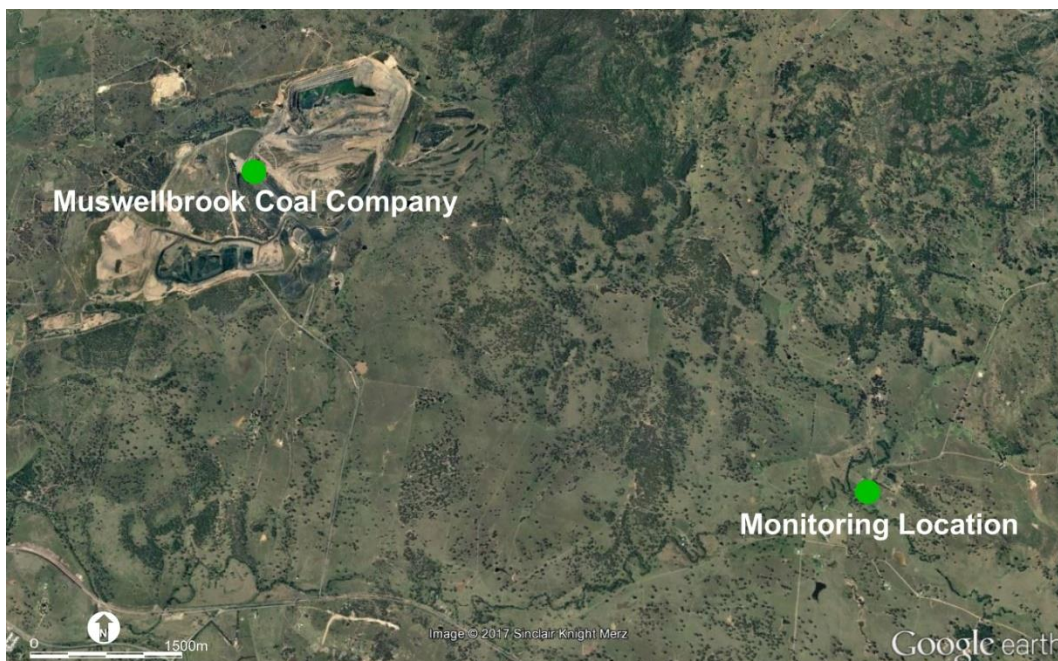 Muswellbrook Coal Company
Monitoring Location
N
0 1500m
Image © 2017 Sinclair Knight Merz
Google earth